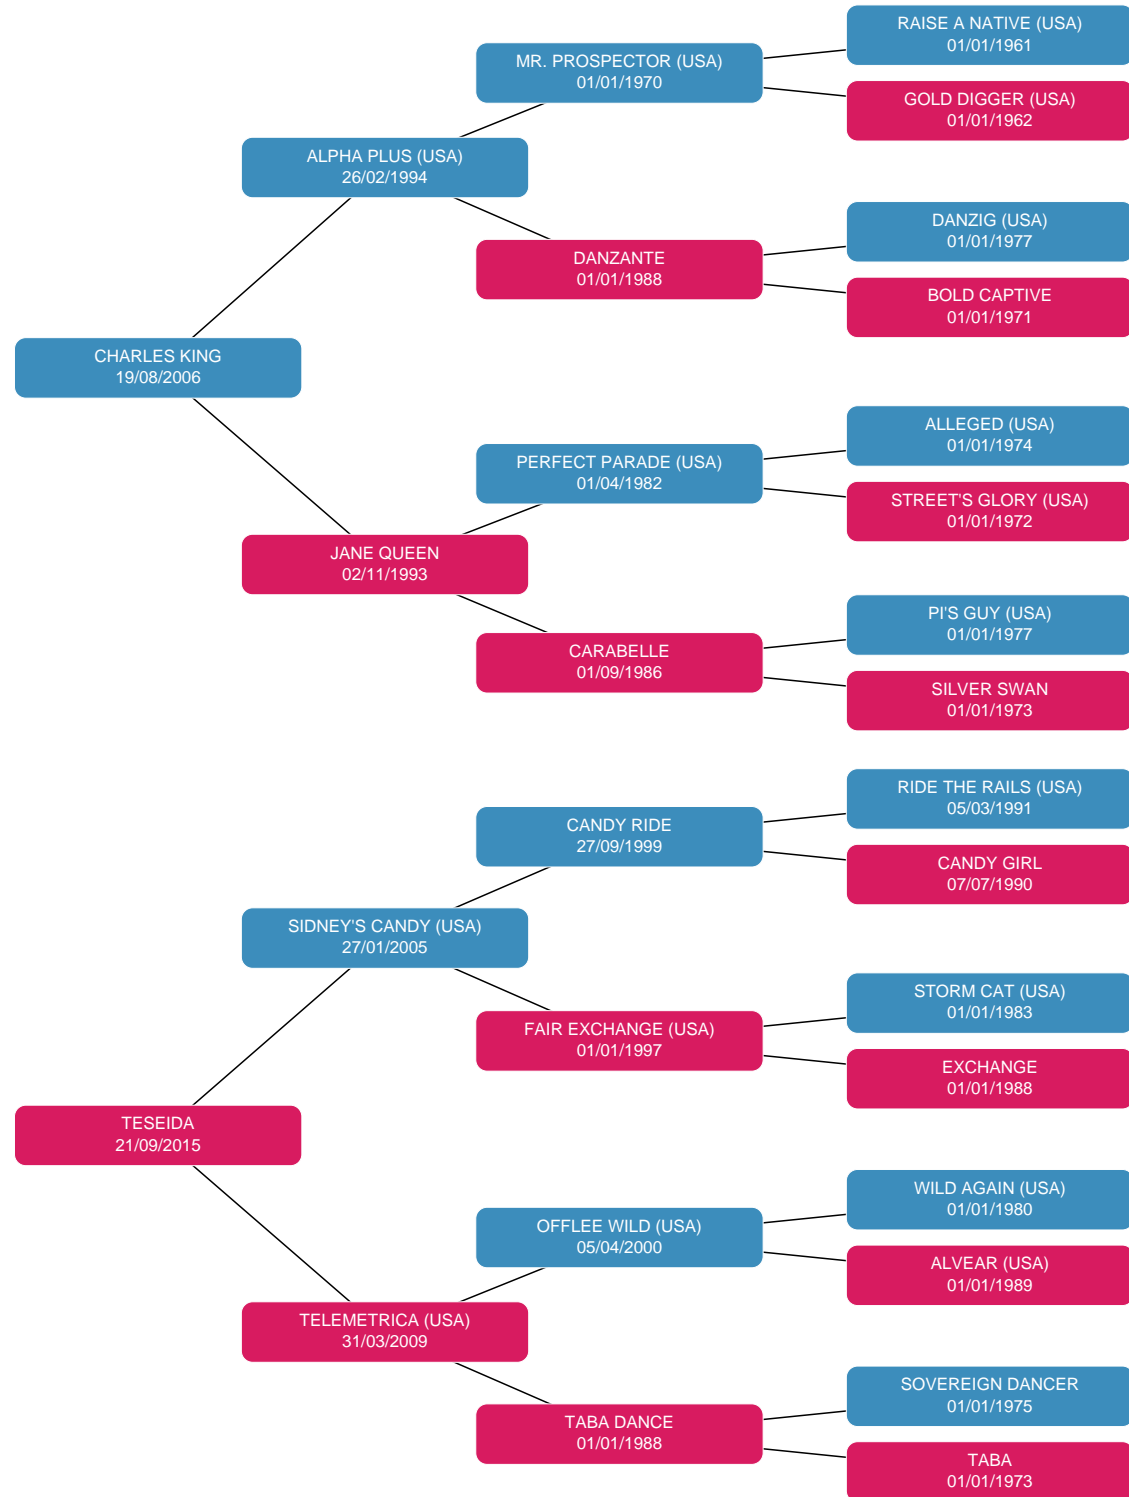 RAISE A NATIVE (USA)
01/01/1961
MR. PROSPECTOR (USA)
01/01/1970
GOLD DIGGER (USA)
01/01/1962
ALPHA PLUS (USA)
26/02/1994
DANZIG (USA)
01/01/1977
DANZANTE
01/01/1988
BOLD CAPTIVE
01/01/1971
CHARLES KING
19/08/2006
ALLEGED (USA)
01/01/1974
PERFECT PARADE (USA)
01/04/1982
STREET'S GLORY (USA)
01/01/1972
JANE QUEEN
02/11/1993
PI'S GUY (USA)
01/01/1977
CARABELLE
01/09/1986
SILVER SWAN
01/01/1973
RIDE THE RAILS (USA)
05/03/1991
CANDY RIDE
27/09/1999
CANDY GIRL
07/07/1990
SIDNEY'S CANDY (USA)
27/01/2005
STORM CAT (USA)
01/01/1983
FAIR EXCHANGE (USA)
01/01/1997
EXCHANGE
01/01/1988
TESEIDA
21/09/2015
WILD AGAIN (USA)
01/01/1980
OFFLEE WILD (USA)
05/04/2000
ALVEAR (USA)
01/01/1989
TELEMETRICA (USA)
31/03/2009
SOVEREIGN DANCER
01/01/1975
TABA DANCE
01/01/1988
TABA
01/01/1973